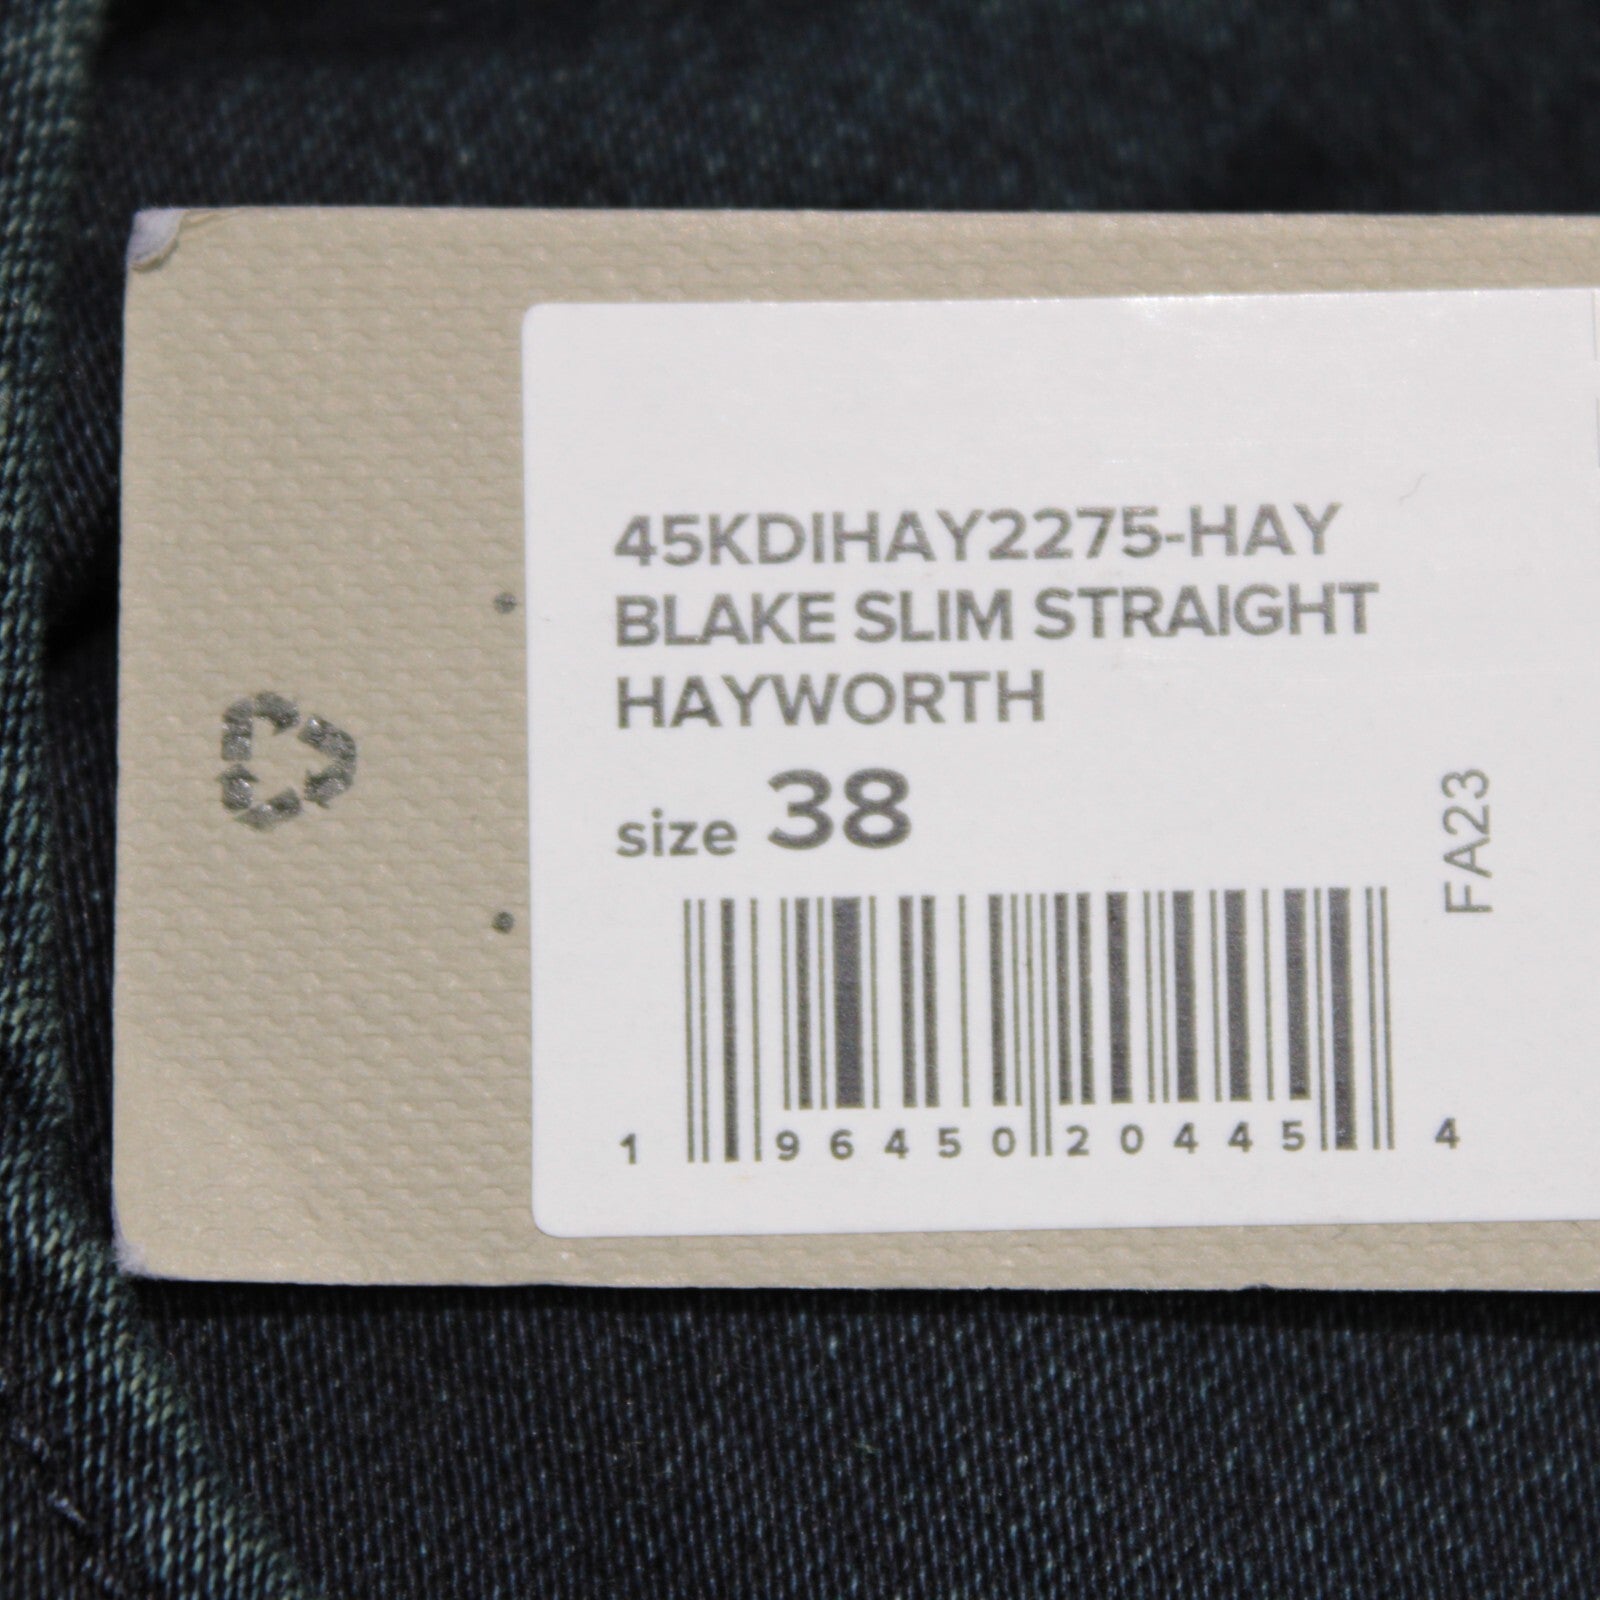 45KDIHAY2275-HAY
BLAKE SLIM STRAIGHT
HAYWORTH
size 38
FA23
1 96450 20445 4